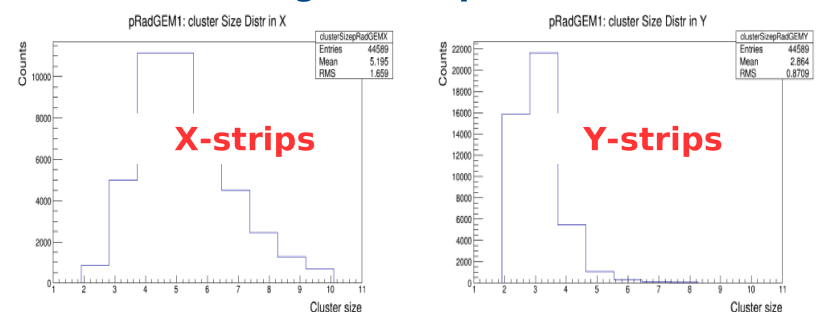 pRadGEM1: cluster Size Distr in X
clusterSizepRadGEMX
Entries 44589
Mean 5.195
RMS 1.659
Counts
10000
8000
6000
4000
2000
0
X-strips
1 2 3 4 5 6 7 8 9 10 11
Cluster size
pRadGEM1: cluster Size Distr in Y
clusterSizepRadGEMY
Entries 44589
Mean 2.864
RMS 0.8709
Counts
22000
20000
18000
16000
14000
12000
10000
8000
6000
4000
2000
0
Y-strips
1 2 3 4 5 6 7 8 9 10 11
Cluster size